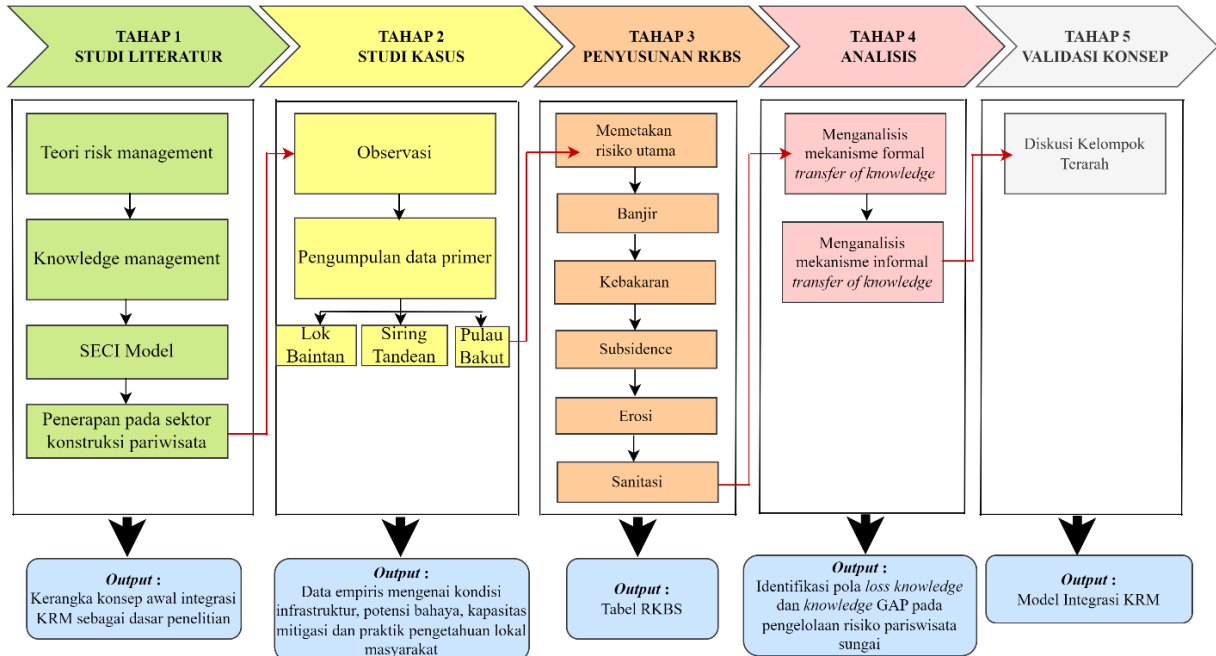 TAHAP 1
STUDI LITERATUR
TAHAP 2
STUDI KASUS
TAHAP 3
PENYUSUNAN RKBS
TAHAP 4
ANALISIS
TAHAP 5
VALIDASI KONSEP
Teori risk management
Knowledge management
SECI Model
Penerapan pada sektor
konstruksi pariwisata
Observasi
Pengumpulan data primer
Lok
Baintan
Siring
Tandean
Pulau
Bakut
Memetakan
risiko utama
Banjir
Kebakaran
Subsidence
Erosi
Sanitasi
Menganalisis
mekanisme formal
transfer of knowledge
Menganalisis
mekanisme informal
transfer of knowledge
Diskusi Kelompok
Terarah
Output :
Kerangka konsep awal integrasi
KRM sebagai dasar penelitian
Output :
Data empiris mengenai kondisi
infrastruktur, potensi bahaya, kapasitas
mitigasi dan praktik pengetahuan lokal
masyarakat
Output :
Tabel RKBS
Output :
Identifikasi pola loss knowledge
dan knowledge GAP pada
pengelolaan risiko pariswisata
sungai
Output :
Model Integrasi KRM